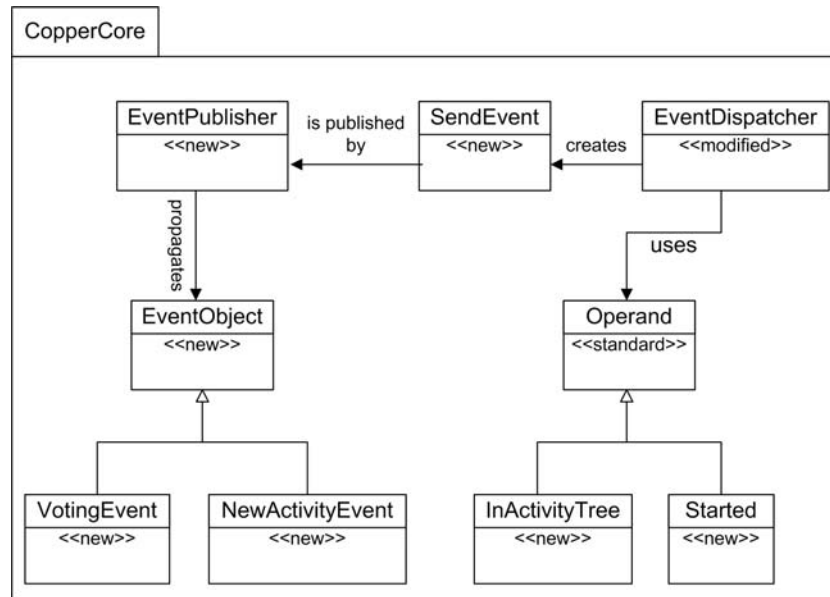 CopperCore
EventPublisher
<<new>>
is published
by
SendEvent
<<new>>
creates
EventDispatcher
<<modified>>
propagates
uses
EventObject
<<new>>
Operand
<<standard>>
VotingEvent
<<new>>
NewActivityEvent
<<new>>
InActivityTree
<<new>>
Started
<<new>>